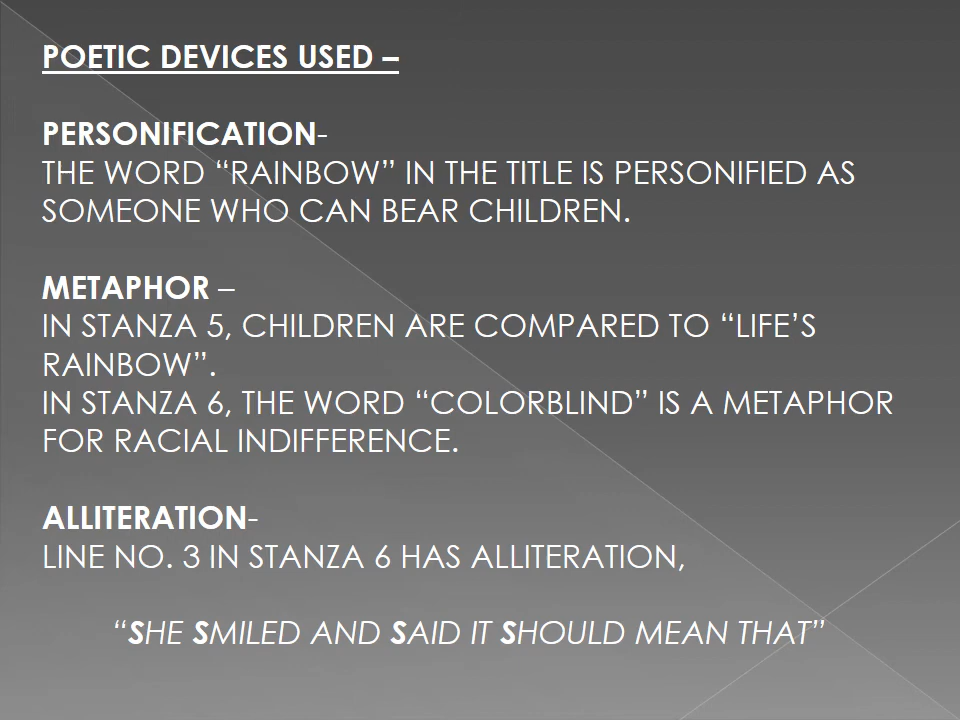 POETIC DEVICES USED –
PERSONIFICATION-
THE WORD “RAINBOW” IN THE TITLE IS PERSONIFIED AS
SOMEONE WHO CAN BEAR CHILDREN.
METAPHOR –
IN STANZA 5, CHILDREN ARE COMPARED TO “LIFE’S
RAINBOW”.
IN STANZA 6, THE WORD “COLORBLIND” IS A METAPHOR
FOR RACIAL INDIFFERENCE.
ALLITERATION-
LINE NO. 3 IN STANZA 6 HAS ALLITERATION,
“SHE SMILED AND SAID IT SHOULD MEAN THAT”